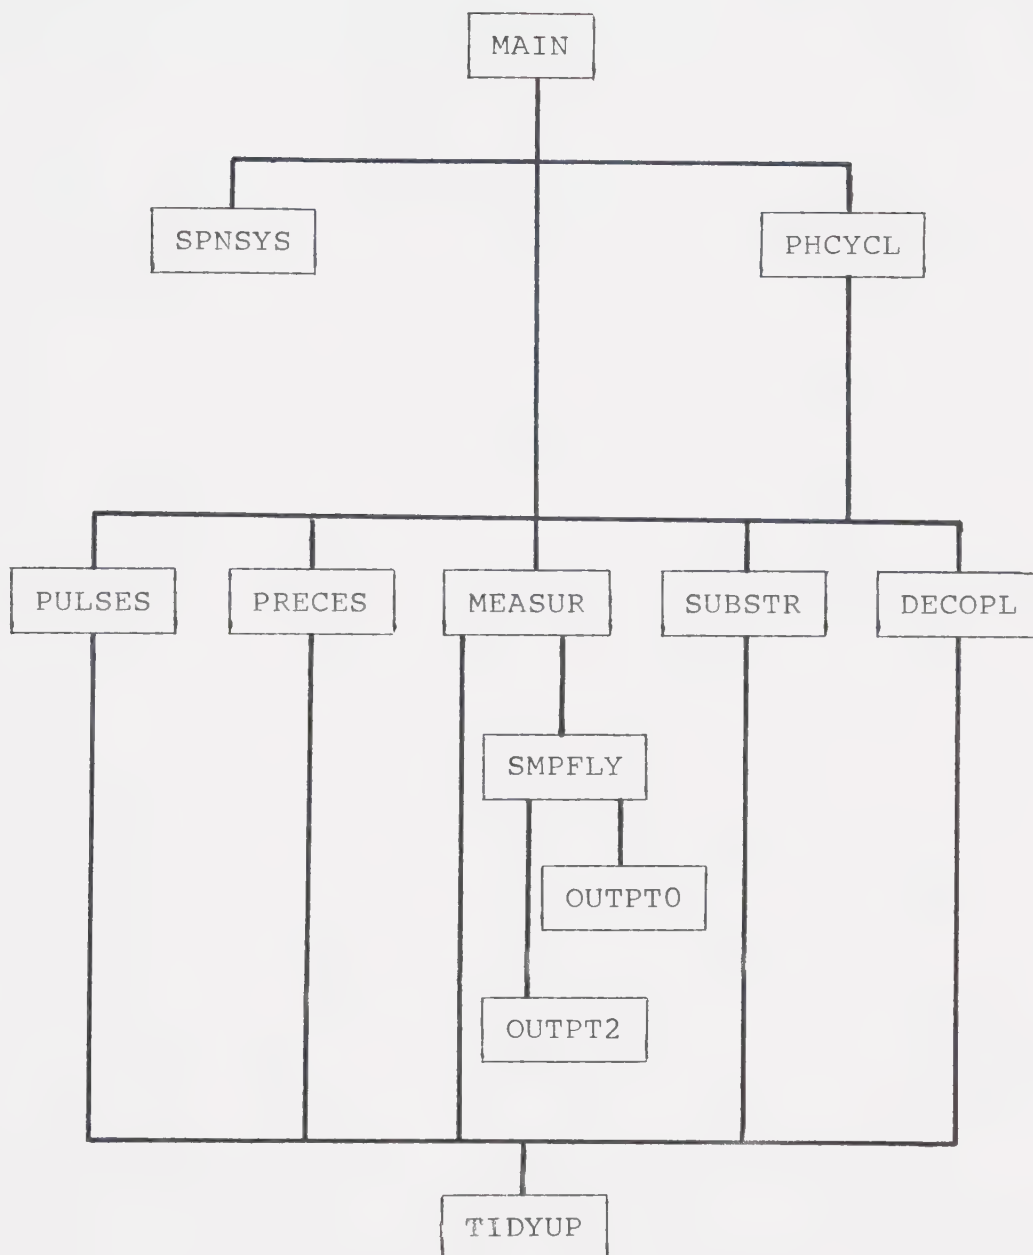 MAIN
SPNSYS
PHCYCL
PULSES
PRECES
MEASUR
SUBSTR
DECOPL
SMPFLY
OUTPT0
OUTPT2
TIDYUP